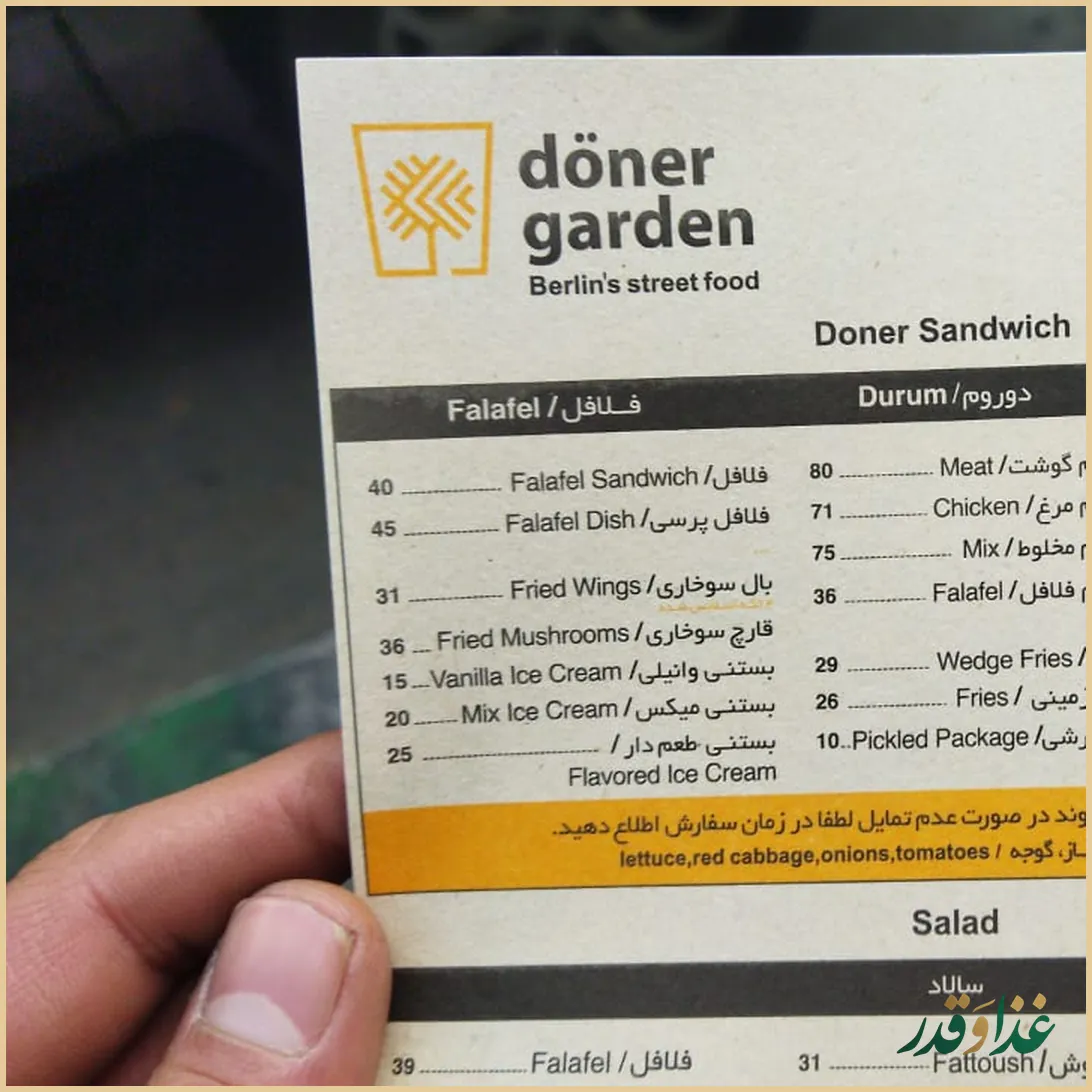 döner
garden
Berlin's street food
Doner Sandwich
Falafel / فلافل
40 Falafel Sandwich / فلافل
45 Falafel Dish / فلافل پرسی
31 Fried Wings / بال سوخاری
36 Fried Mushrooms / قارچ سوخاری
15 Vanilla Ice Cream / بستنی وانیلی
20 Mix Ice Cream / بستنی میکس
25 بستنی طعم دار /
Flavored Ice Cream
Durum / دوروم
80 Meat / گوشت
71 Chicken / مرغ
75 Mix / مخلوط
36 Falafel / فلافل
29 Wedge Fries /
26 Fries /
10 Pickled Package /
در صورت عدم تمایل لطفا در زمان سفارش اطلاع دهید.
گوجه / lettuce,red cabbage,onions,tomatoes
Salad
سالاد
39 Falafel / فلافل
31 Fattoush /
غذا و قدر